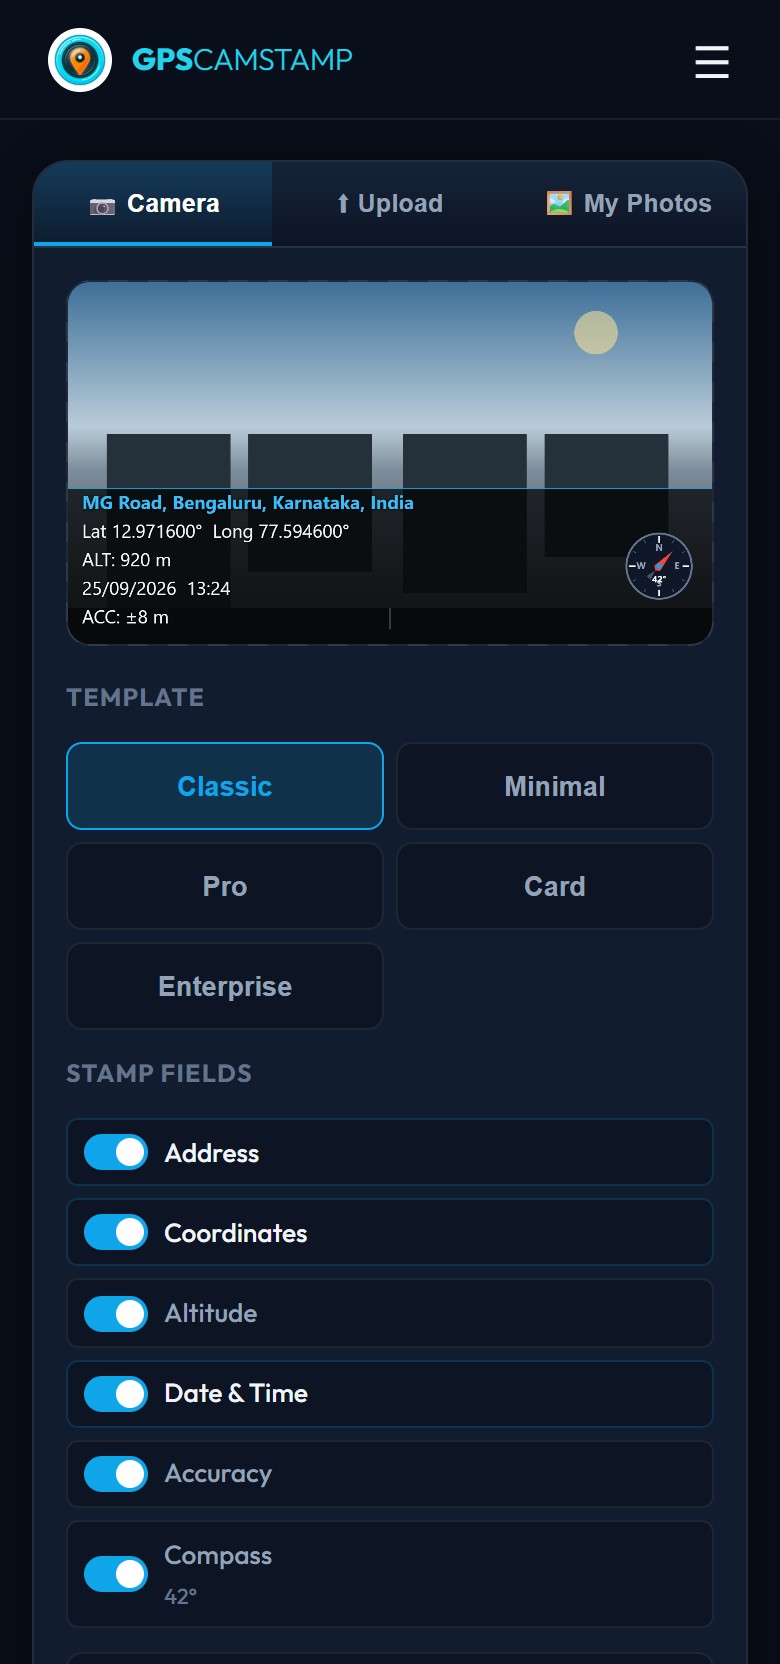 GPSCAMSTAMP
Camera
Upload
My Photos
MG Road, Bengaluru, Karnataka, India
Lat 12.971600° Long 77.594600°
ALT: 920 m
25/09/2026 13:24
ACC: ±8 m
N
W
E
42°
S
TEMPLATE
Classic
Minimal
Pro
Card
Enterprise
STAMP FIELDS
Address
Coordinates
Altitude
Date & Time
Accuracy
Compass
42°